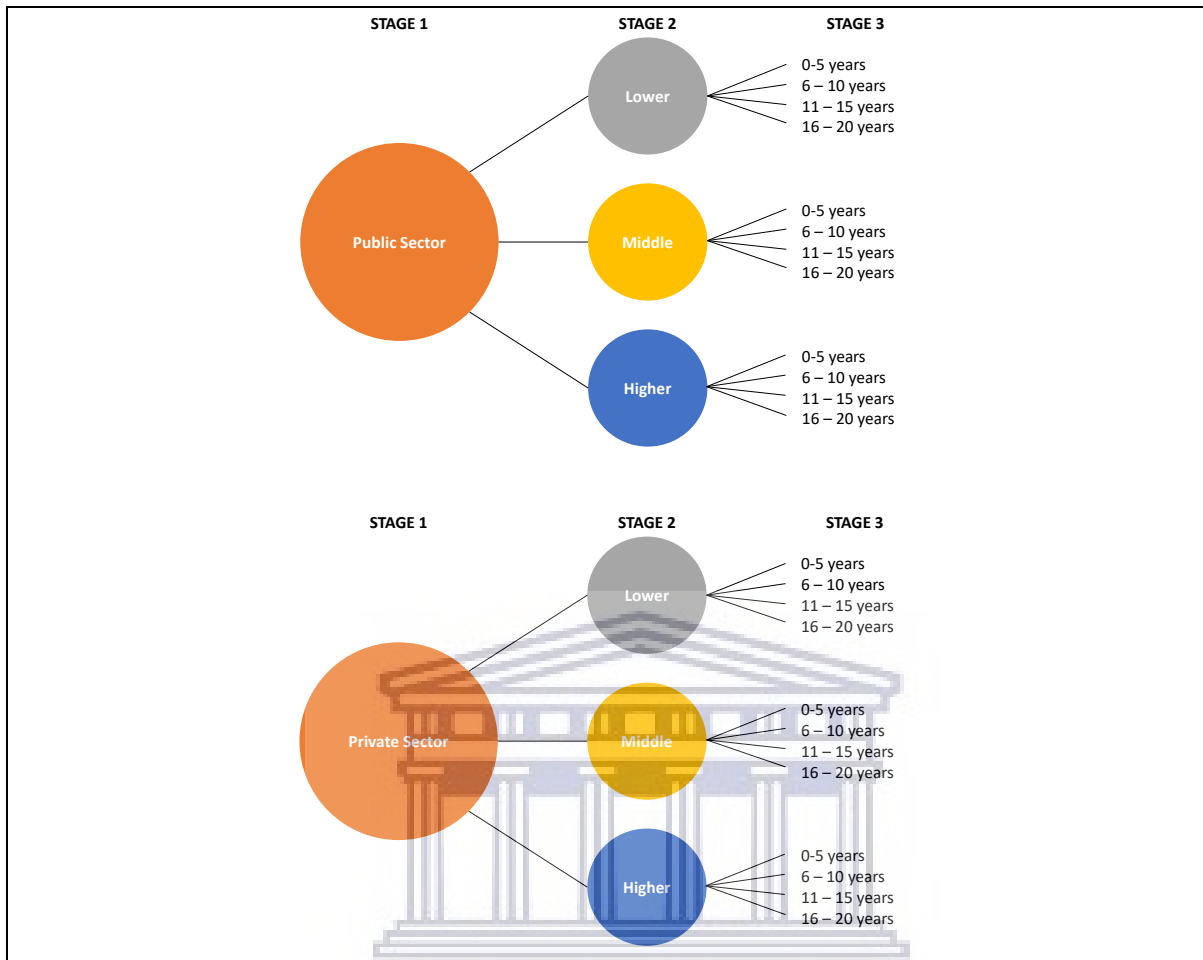 STAGE 1 STAGE 2 STAGE 3
0-5 years
6 – 10 years
Lower
11 – 15 years
16 – 20 years
0-5 years
6 – 10 years
Public Sector Middle
11 – 15 years
16 – 20 years
0-5 years
6 – 10 years
Higher
11 – 15 years
16 – 20 years
STAGE 1 STAGE 2 STAGE 3
0-5 years
6 – 10 years
Lower
11 – 15 years
16 – 20 years
0-5 years
6 – 10 years
Private Sector Middle
11 – 15 years
16 – 20 years
0-5 years
6 – 10 years
Higher
11 – 15 years
16 – 20 years